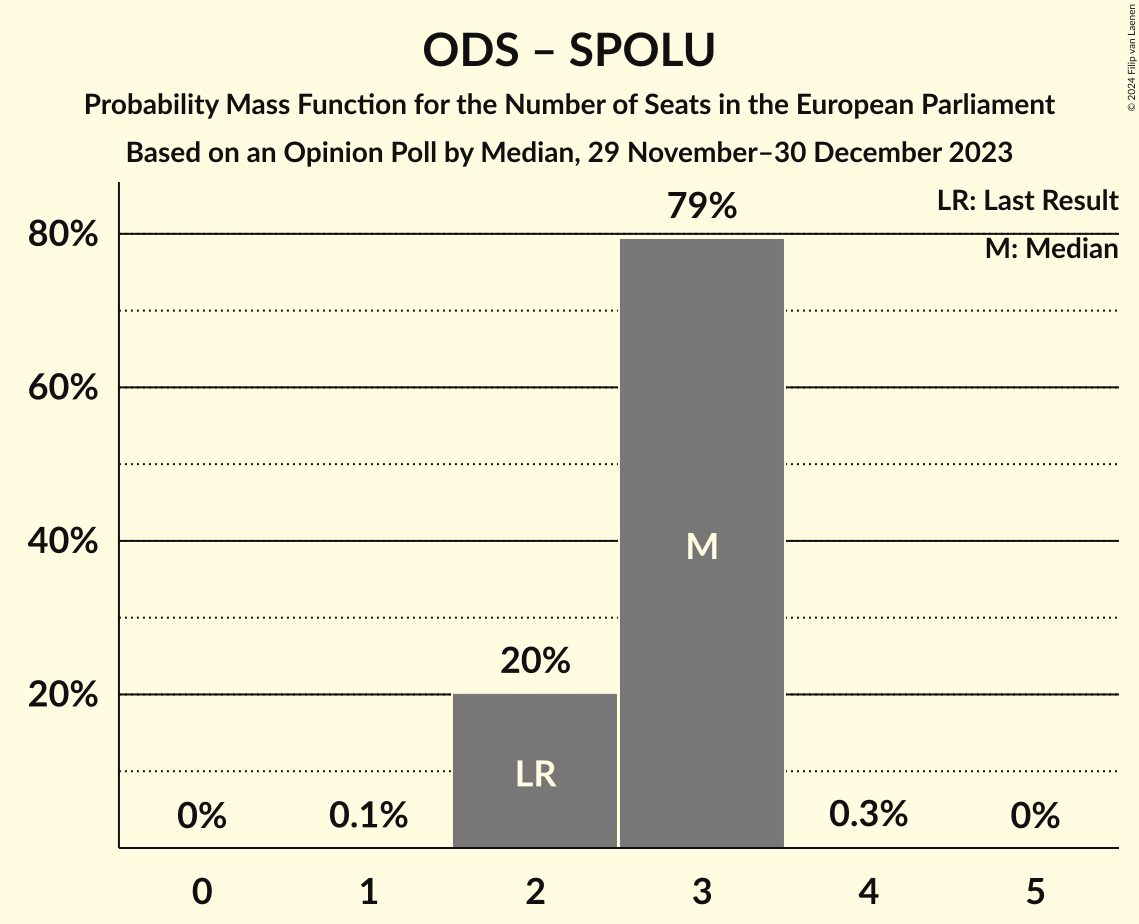 ODS – SPOLU
Probability Mass Function for the Number of Seats in the European Parliament
Based on an Opinion Poll by Median, 29 November–30 December 2023
© 2024 Filip van Laenen
LR: Last Result
M: Median
80%
60%
40%
20%
0%
0.1%
20%
79%
0.3%
0%
LR
M
0 1 2 3 4 5